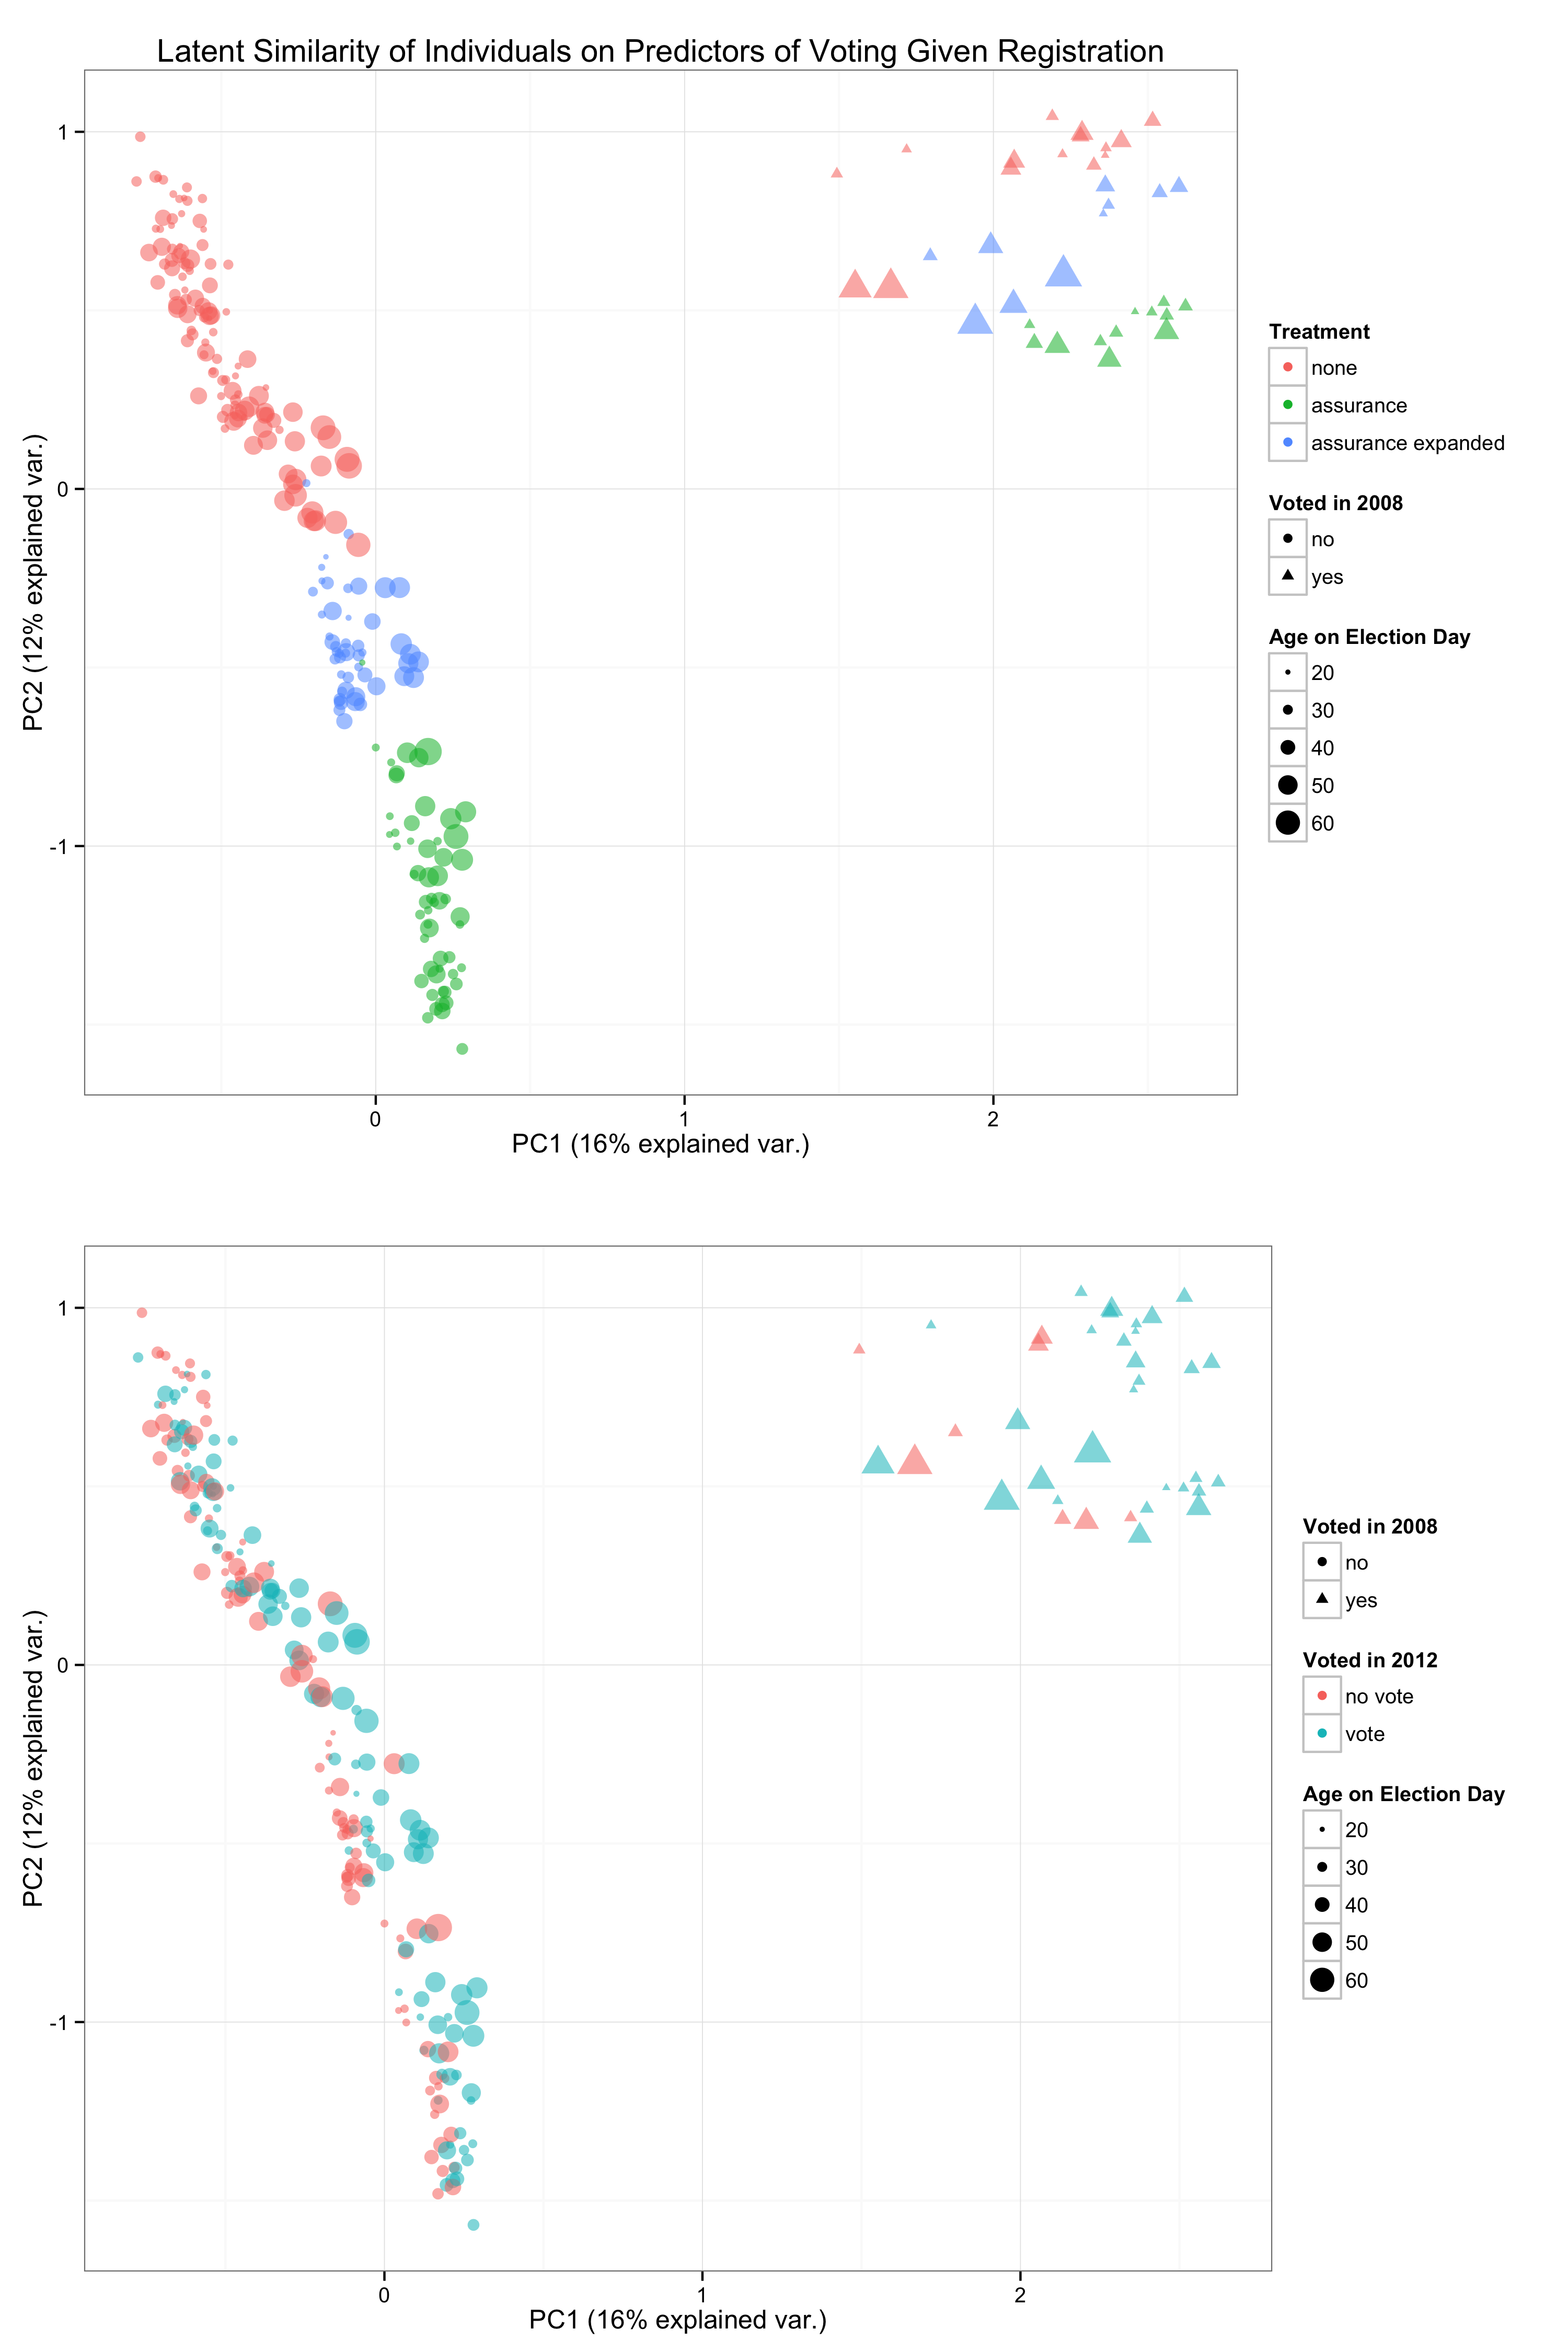 Latent Similarity of Individuals on Predictors of Voting Given Registration
PC2 (12% explained var.)
1
0
-1
0
1
2
PC1 (16% explained var.)
Treatment
none
assurance
assurance expanded
Voted in 2008
no
yes
Age on Election Day
20
30
40
50
60
PC2 (12% explained var.)
1
0
-1
0
1
2
PC1 (16% explained var.)
Voted in 2008
no
yes
Voted in 2012
no vote
vote
Age on Election Day
20
30
40
50
60